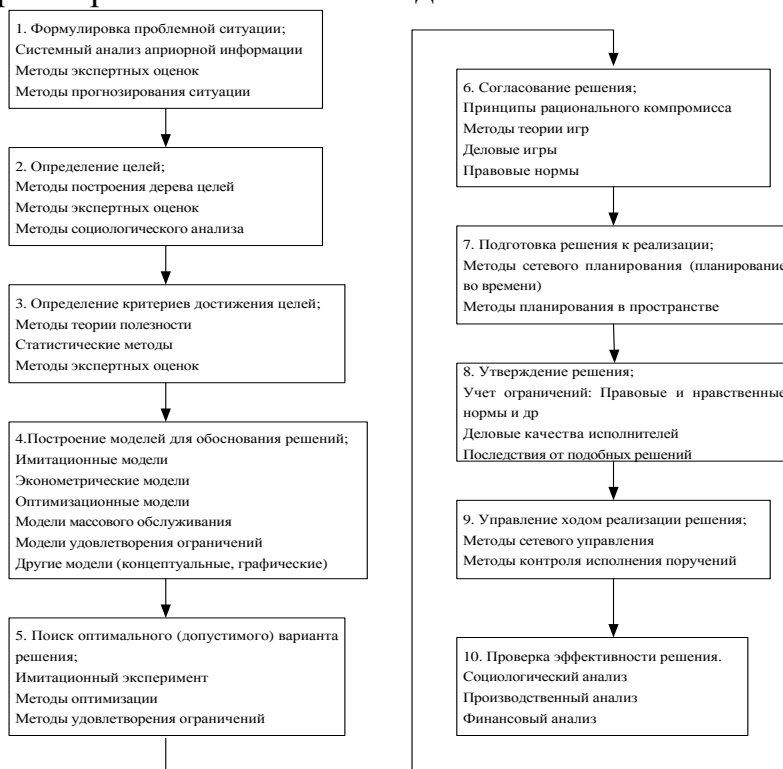 1. Формулировка проблемной ситуации;
Системный анализ априорной информации
Методы экспертных оценок
Методы прогнозирования ситуации
2. Определение целей;
Методы построения дерева целей
Методы экспертных оценок
Методы социологического анализа
3. Определение критериев достижения целей;
Методы теории полезности
Статистические методы
Методы экспертных оценок
4.Построение моделей для обоснования решений;
Имитационные модели
Эконометрические модели
Оптимизационные модели
Модели массового обслуживания
Модели удовлетворения ограничений
Другие модели (концептуальные, графические)
5. Поиск оптимального (допустимого) варианта
решения;
Имитационный эксперимент
Методы оптимизации
Методы удовлетворения ограничений
6. Согласование решения;
Принципы рационального компромисса
Методы теории игр
Деловые игры
Правовые нормы
7. Подготовка решения к реализации;
Методы сетевого планирования (планирование
во времени)
Методы планирования в пространстве
8. Утверждение решения;
Учет ограничений: Правовые и нравственные
нормы и др
Деловые качества исполнителей
Последствия от подобных решений
9. Управление ходом реализации решения;
Методы сетевого управления
Методы контроля исполнения поручений
10. Проверка эффективности решения.
Социологический анализ
Производственный анализ
Финансовый анализ